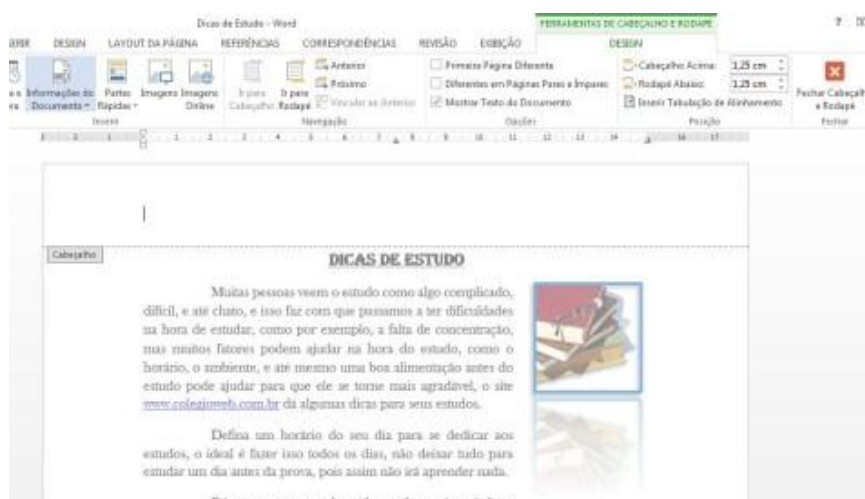 Dicas de Estudo - Word
FERRAMENTAS DE CABEÇALHO E RODAPÉ
?
DESIGN LAYOUT DA PÁGINA REFERÊNCIAS CORRESPONDÊNCIAS REVISÃO EXIBIÇÃO DESIGN
Informações do Documento
Partes Rápidas
Imagens
Imagens Online
Ir para Cabeçalho
Ir para Rodapé
Anterior
Próximo
Vincular ao Anterior
Primeira Página Diferente
Diferentes em Páginas Pares e Ímpares
Mostrar Texto do Documento
Cabeçalho Acima: 1,25 cm
Rodapé Abaixo: 1,25 cm
Inserir Tabulação de Alinhamento
Fechar
e Rodapé
Inserir Navegação Opções Posição Fechar
Cabeçalho
DICAS DE ESTUDO
Muitas pessoas veem o estudo como algo complicado,
difícil, e até chato, e isso faz com que passamos a ter dificuldades
na hora de estudar, como por exemplo, a falta de concentração,
mas muitos fatores podem ajudar na hora do estudo, como o
horário, o ambiente, e até mesmo uma boa alimentação antes do
estudo pode ajudar para que ele se torne mais agradável, o site
www.colegioweb.com.br dá algumas dicas para seus estudos.
Defina um horário do seu dia para se dedicar aos
estudos, o ideal é fazer isso todos os dias, não deixar tudo para
estudar um dia antes da prova, pois assim não irá aprender nada.